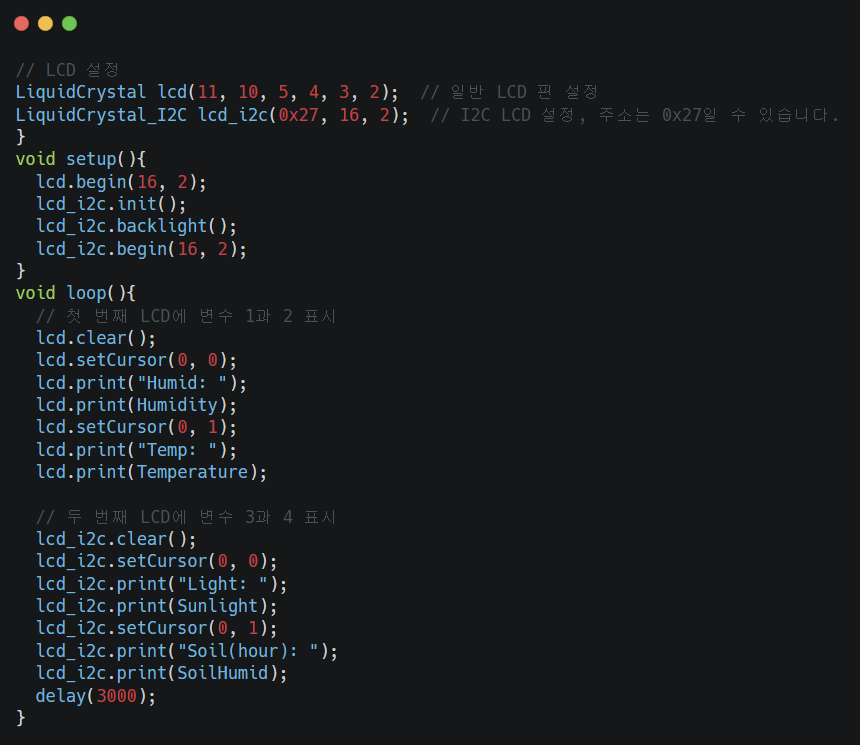 // LCD 설정
LiquidCrystal lcd(11, 10, 5, 4, 3, 2);  // 일반 LCD 핀 설정
LiquidCrystal_I2C lcd_i2c(0x27, 16, 2);  // I2C LCD 설정, 주소는 0x27일 수 있습니다.
}
void setup(){
  lcd.begin(16, 2);
  lcd_i2c.init();
  lcd_i2c.backlight();
  lcd_i2c.begin(16, 2);
}
void loop(){
  // 첫 번째 LCD에 변수 1과 2 표시
  lcd.clear();
  lcd.setCursor(0, 0);
  lcd.print("Humid: ");
  lcd.print(Humidity);
  lcd.setCursor(0, 1);
  lcd.print("Temp: ");
  lcd.print(Temperature);

  // 두 번째 LCD에 변수 3과 4 표시
  lcd_i2c.clear();
  lcd_i2c.setCursor(0, 0);
  lcd_i2c.print("Light: ");
  lcd_i2c.print(Sunlight);
  lcd_i2c.setCursor(0, 1);
  lcd_i2c.print("Soil(hour): ");
  lcd_i2c.print(SoilHumid);
  delay(3000);
}